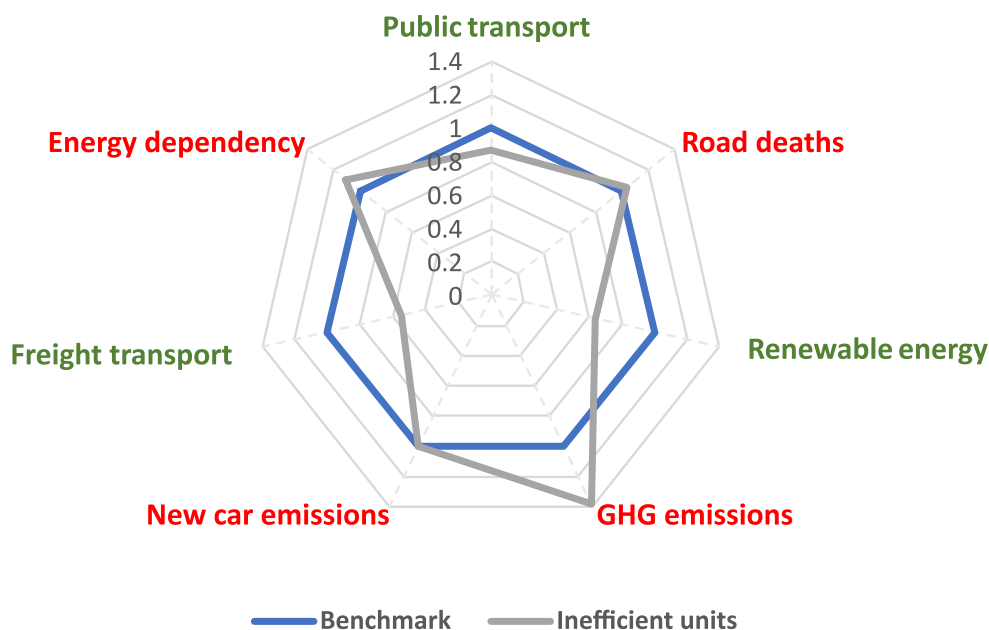 Public transport
1.4
1.2
1
0.8
0.6
0.4
0.2
0
Energy dependency
Road deaths
Freight transport
Renewable energy
New car emissions
GHG emissions
Benchmark
Inefficient units